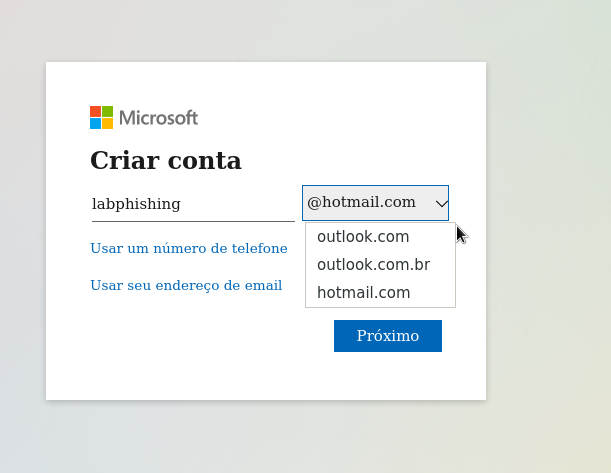 Microsoft
Criar conta
labphishing @hotmail.com
Usar um número de telefone
Usar seu endereço de email
outlook.com
outlook.com.br
hotmail.com
Próximo